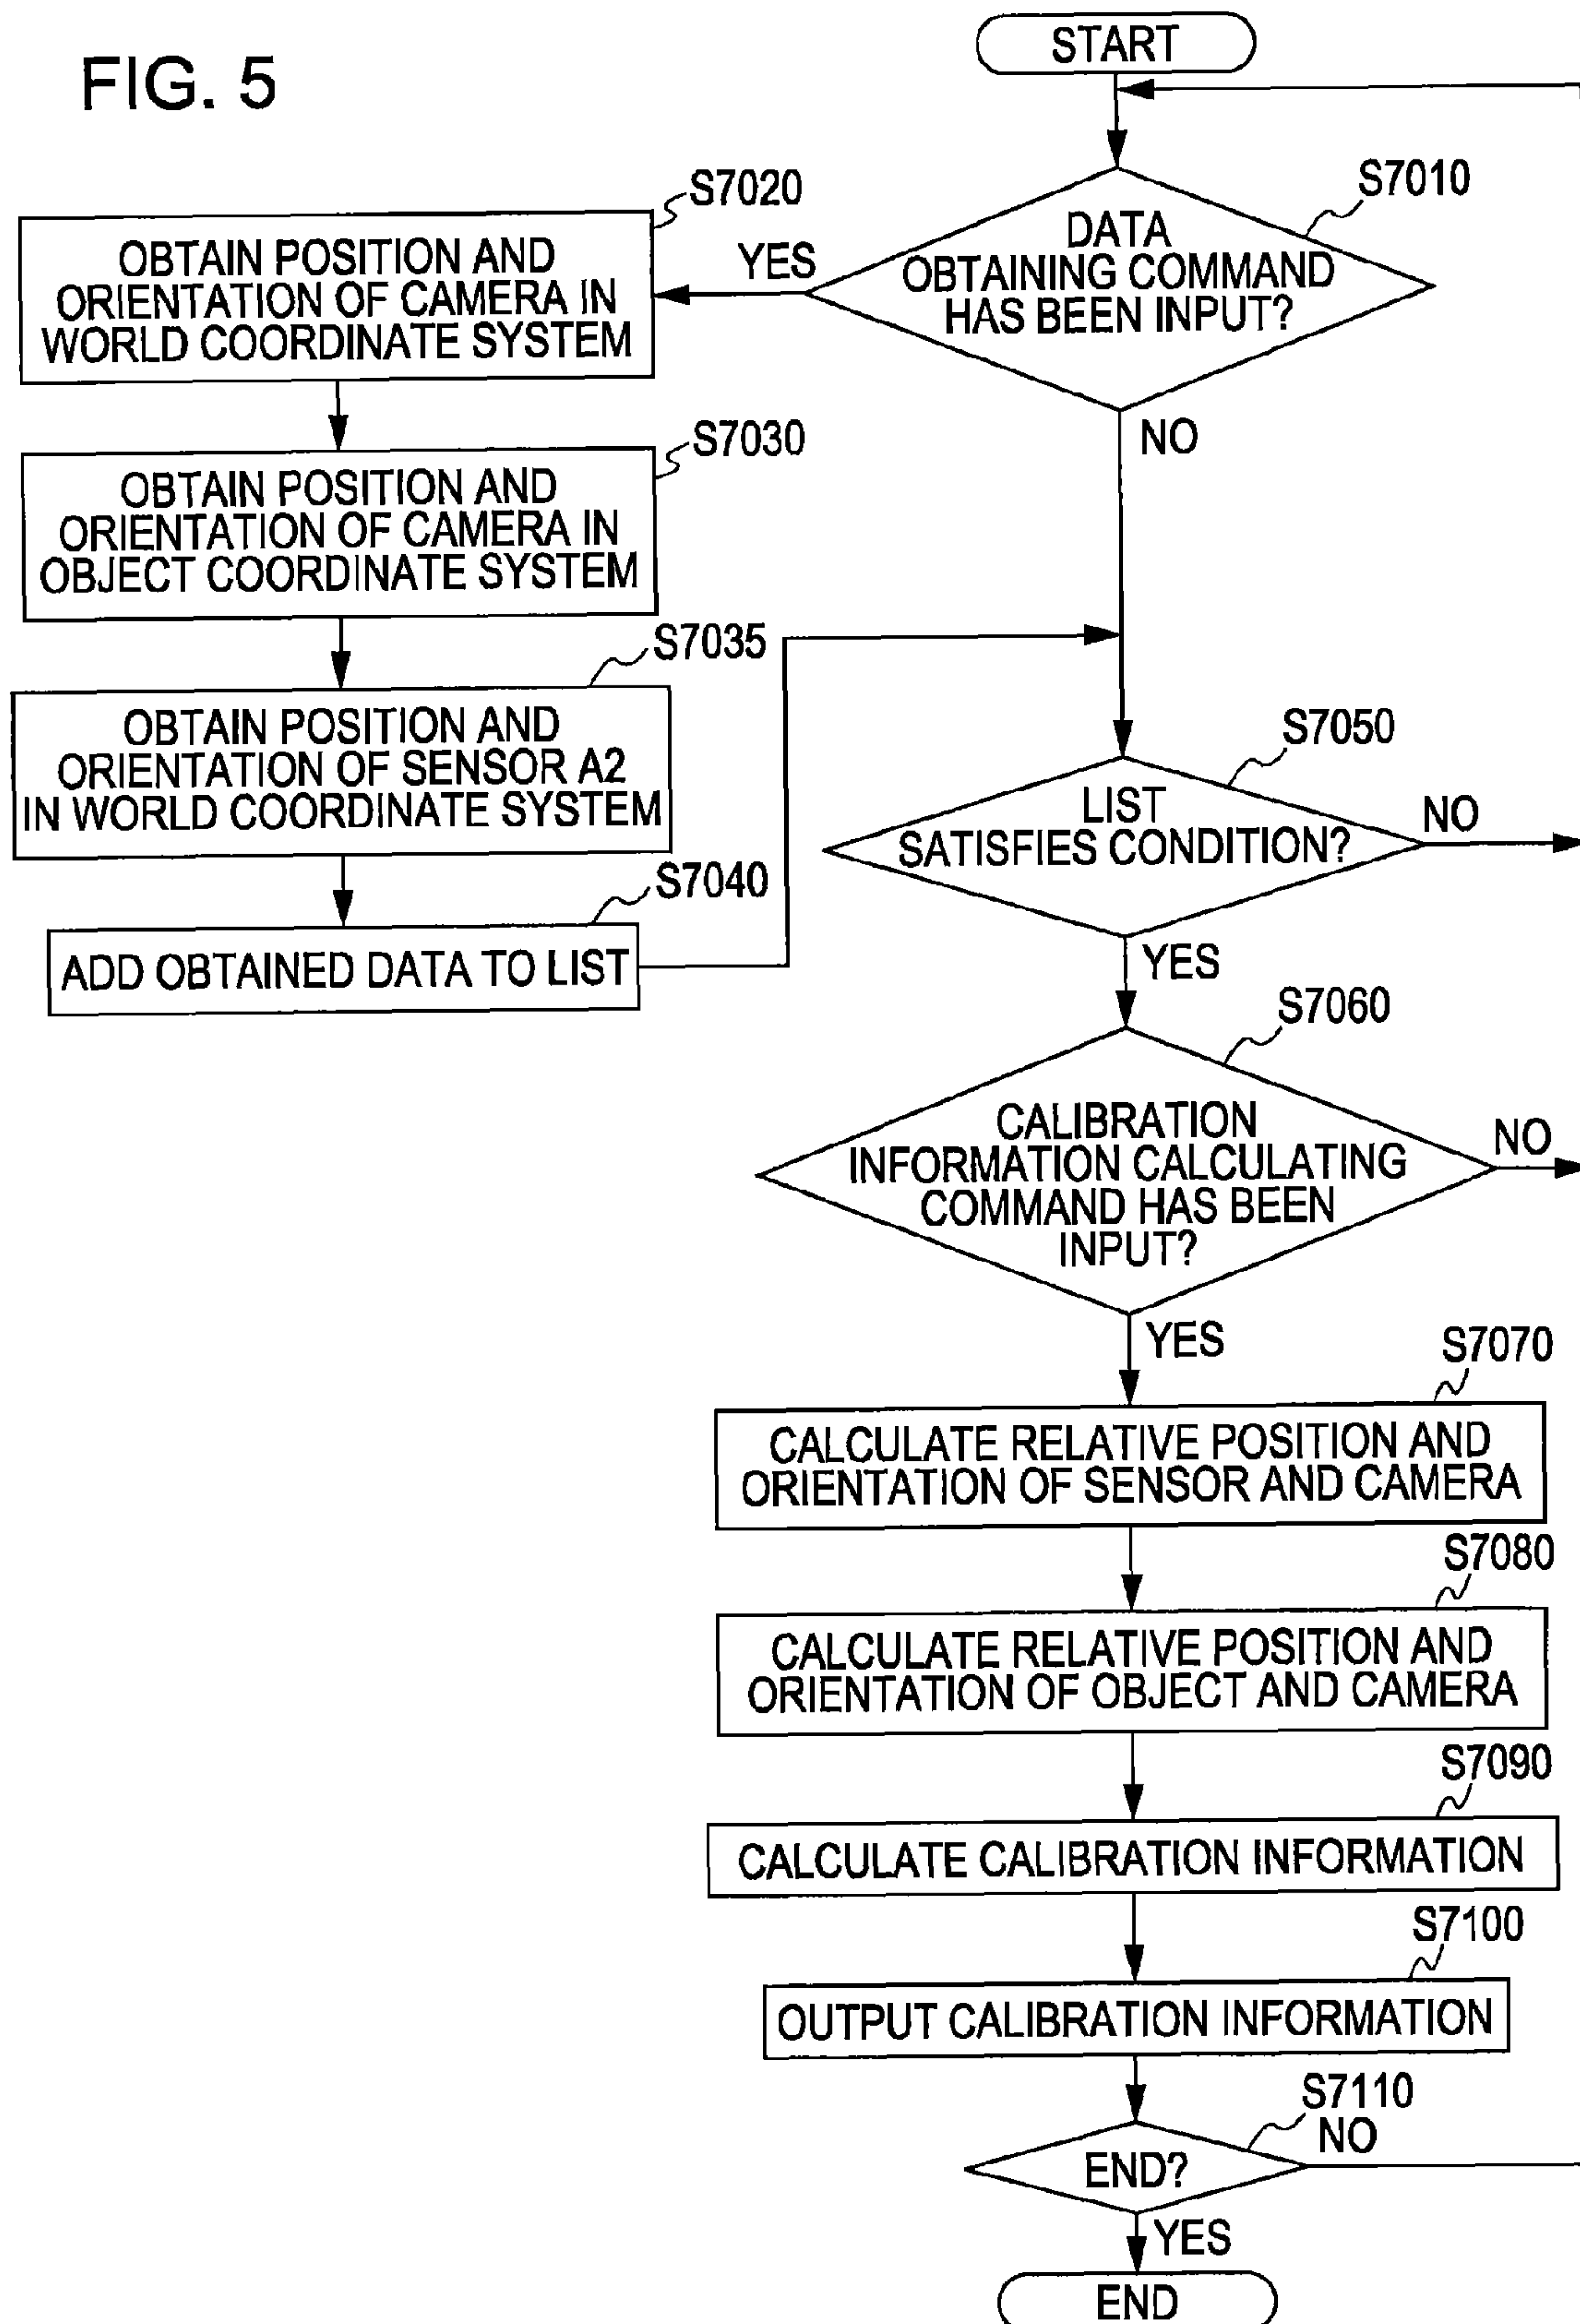 FIG. 5
START
S7010
DATA
OBTAINING COMMAND
HAS BEEN INPUT?
YES
NO
S7020
OBTAIN POSITION AND
ORIENTATION OF CAMERA IN
WORLD COORDINATE SYSTEM
S7030
OBTAIN POSITION AND
ORIENTATION OF CAMERA IN
OBJECT COORDINATE SYSTEM
S7035
OBTAIN POSITION AND
ORIENTATION OF SENSOR A2
IN WORLD COORDINATE SYSTEM
S7040
ADD OBTAINED DATA TO LIST
S7050
LIST
SATISFIES CONDITION?
NO
YES
S7060
CALIBRATION
INFORMATION CALCULATING
COMMAND HAS BEEN
INPUT?
NO
YES
S7070
CALCULATE RELATIVE POSITION AND
ORIENTATION OF SENSOR AND CAMERA
S7080
CALCULATE RELATIVE POSITION AND
ORIENTATION OF OBJECT AND CAMERA
S7090
CALCULATE CALIBRATION INFORMATION
S7100
OUTPUT CALIBRATION INFORMATION
S7110
NO
END?
YES
END